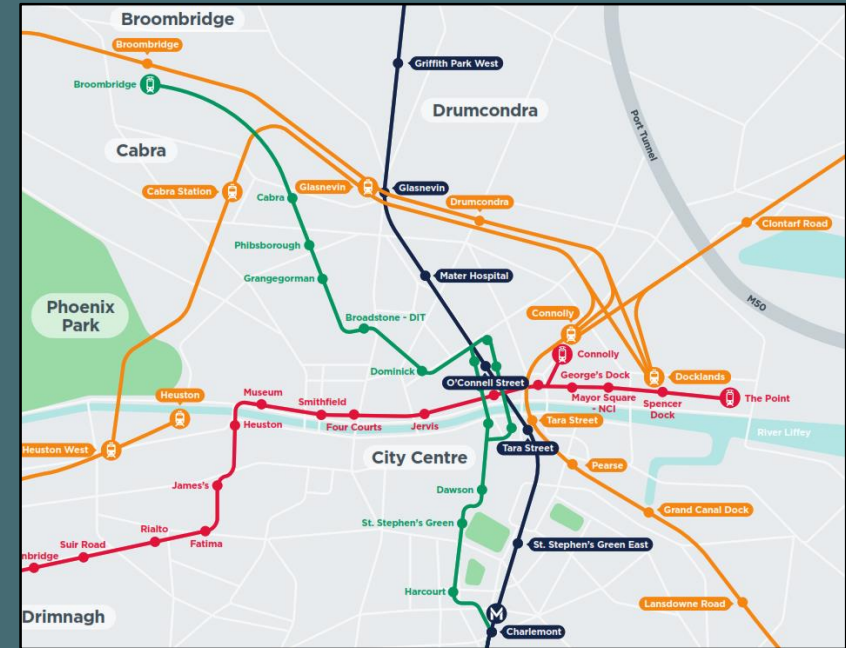 Broombridge
Broombridge
Broombridge
Griffith Park West
Drumcondra
Port Tunnel
Cabra
Cabra Station
Glasnevin
Glasnevin
Cabra
Drumcondra
Clontarf Road
Philsborough
Mater Hospital
Grangegorman
Phoenix
Park
M50
Broadstone - DIT
Connolly
Connolly
Dominick
O'Connell Street
George's Dock
Docklands
Heuston
Museum
Smithfield
Mayor Square
- NCI
Spencer
Dock
The Point
Heuston
Four Courts
Jervis
Tara Street
River Liffey
Heuston West
City Centre
Tara Street
Pearse
James's
Dawson
Grand Canal Dock
St. Stephen's Green
Suir Road
Rialto
Fatima
St. Stephen's Green East
nbridge
Harcourt
Lansdowne Road
Drimnagh
M
Charlemont